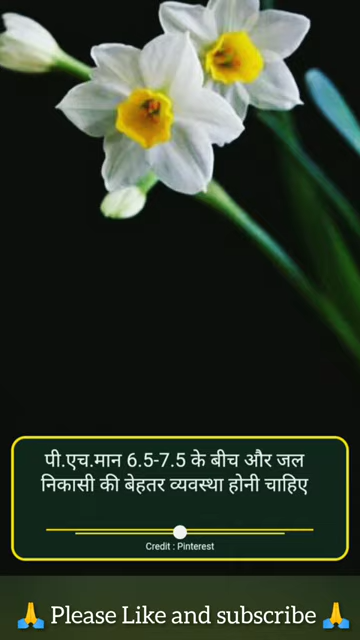 पी.एच.मान 6.5-7.5 के बीच और जल
निकासी की बेहतर व्यवस्था होनी चाहिए
Credit : Pinterest
🙏 Please Like and subscribe 🙏